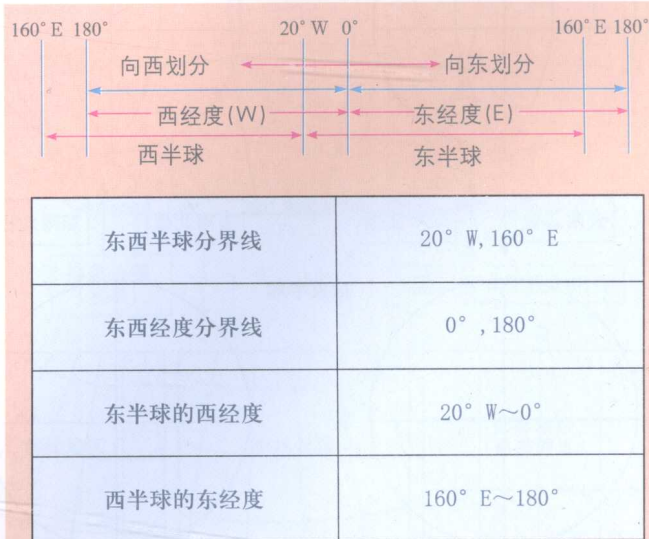 160° E 180° 20° W 0° 160° E 180°
向西划分 向东划分
西经度(W) 东经度(E)
西半球 东半球
东西半球分界线 20° W,160° E
东西经度分界线 0° ,180°
东半球的西经度 20° W～0°
西半球的东经度 160° E～180°